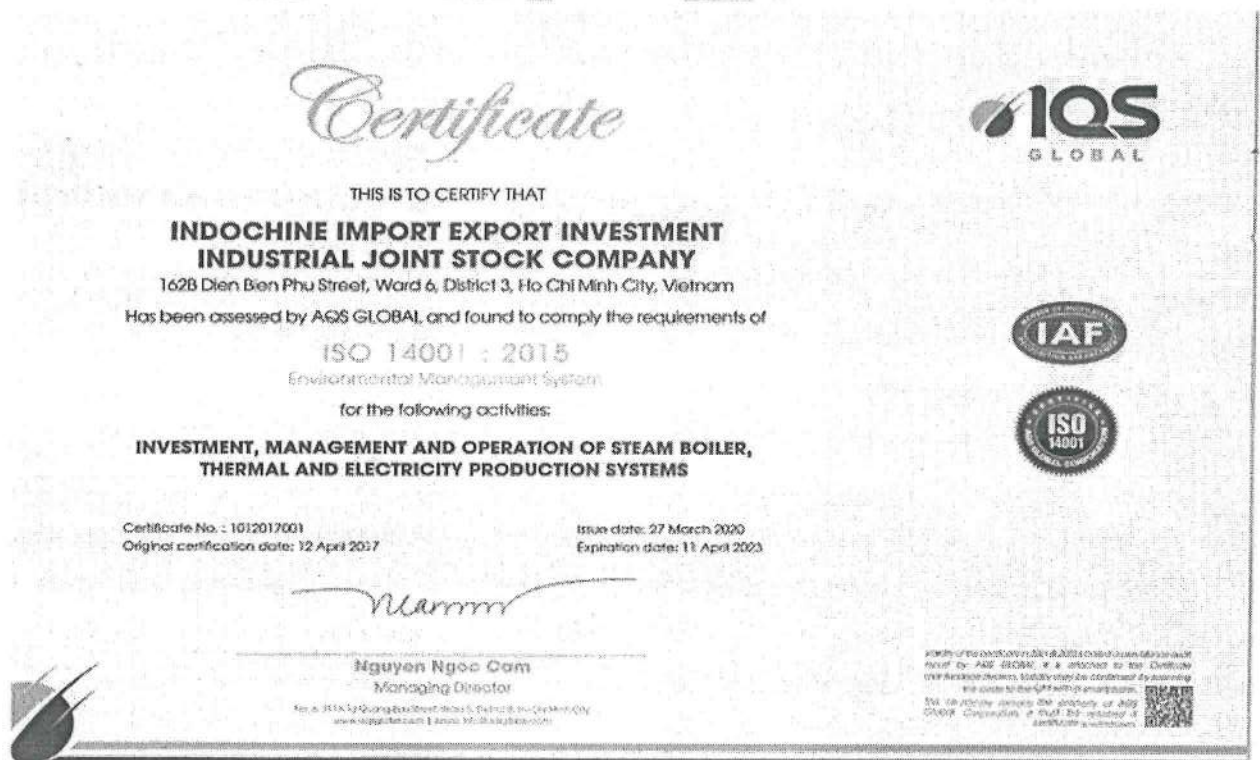 Certificate
IQS
GLOBAL
THIS IS TO CERTIFY THAT
INDOCHINE IMPORT EXPORT INVESTMENT
INDUSTRIAL JOINT STOCK COMPANY
162B Dien Bien Phu Street, Ward 6, District 3, Ho Chi Minh City, Vietnam
Has been assessed by AQS GLOBAL and found to comply the requirements of
ISO 14001 : 2015
Environmental Management System
for the following activities:
INVESTMENT, MANAGEMENT AND OPERATION OF STEAM BOILER,
THERMAL AND ELECTRICITY PRODUCTION SYSTEMS
IAF
ISO
14001
Certificate No. : 1012017001
Original certification date: 12 April 2017
Issue date: 27 March 2020
Expiration date: 11 April 2023
Nguyen Ngoc Cam
Managing Director